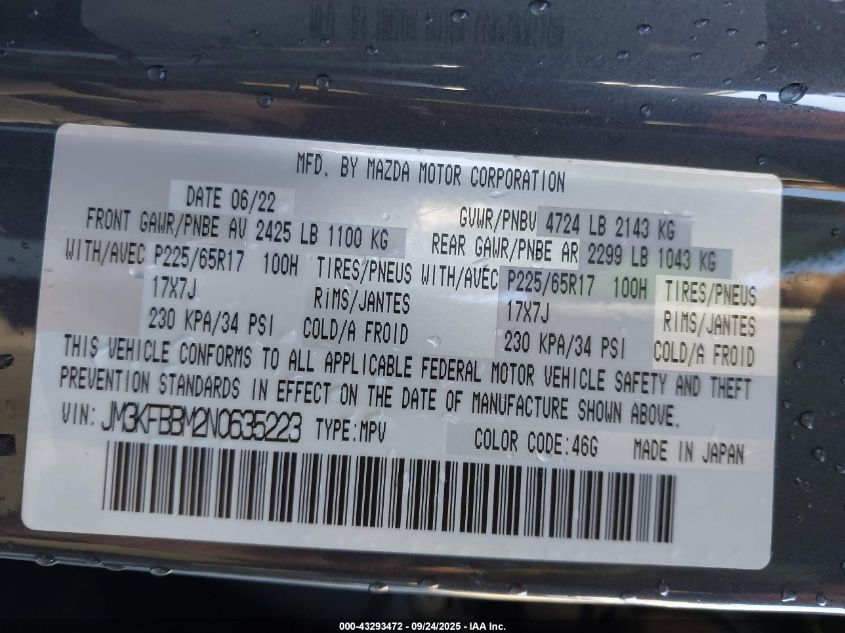 MFD. BY MAZDA MOTOR CORPORATION
DATE 06/22 GVWR/PNBV 4724 LB 2143 KG
FRONT GAWR/PNBE AV 2425 LB 1100 KG REAR GAWR/PNBE AR 2299 LB 1043 KG
WITH/AVEC P225/65R17 100H TIRES/PNEUS WITH/AVEC P225/65R17 100H TIRES/PNEUS
17X7J RiMS/JANTES 17X7J RiMS/JANTES
230 KPA/34 PSI COLD/A FROID 230 KPA/34 PSI COLD/A FROID
THIS VEHICLE CONFORMS TO ALL APPLICABLE FEDERAL MOTOR VEHICLE SAFETY AND THEFT
PREVENTION STANDARDS IN EFFECT ON THE DATE OF MANUFACTURE SHOWN ABOVE.
VIN: JM3KFBBM2N0635223 TYPE:MPV COLOR CODE:46G MADE IN JAPAN
000-43293472 - 09/24/2025 - IAA Inc.